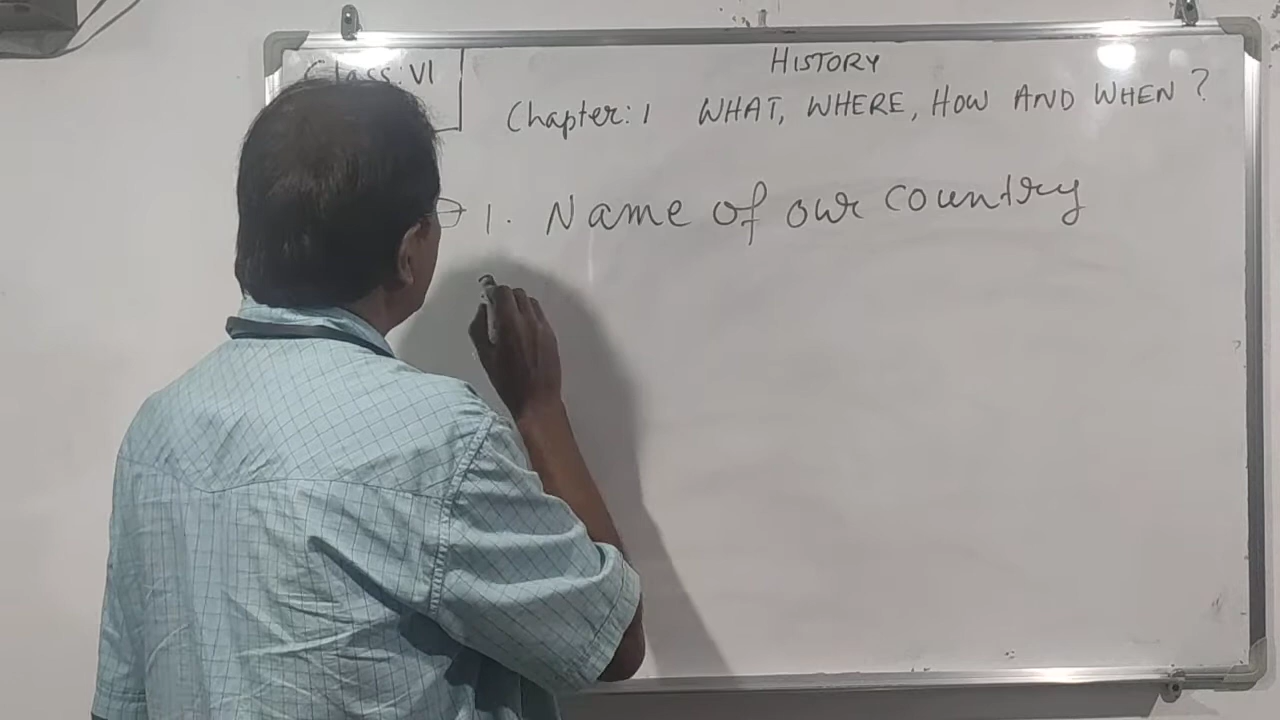 Class: VI
HISTORY
Chapter: 1 WHAT, WHERE, HOW AND WHEN ?
1. Name of our country